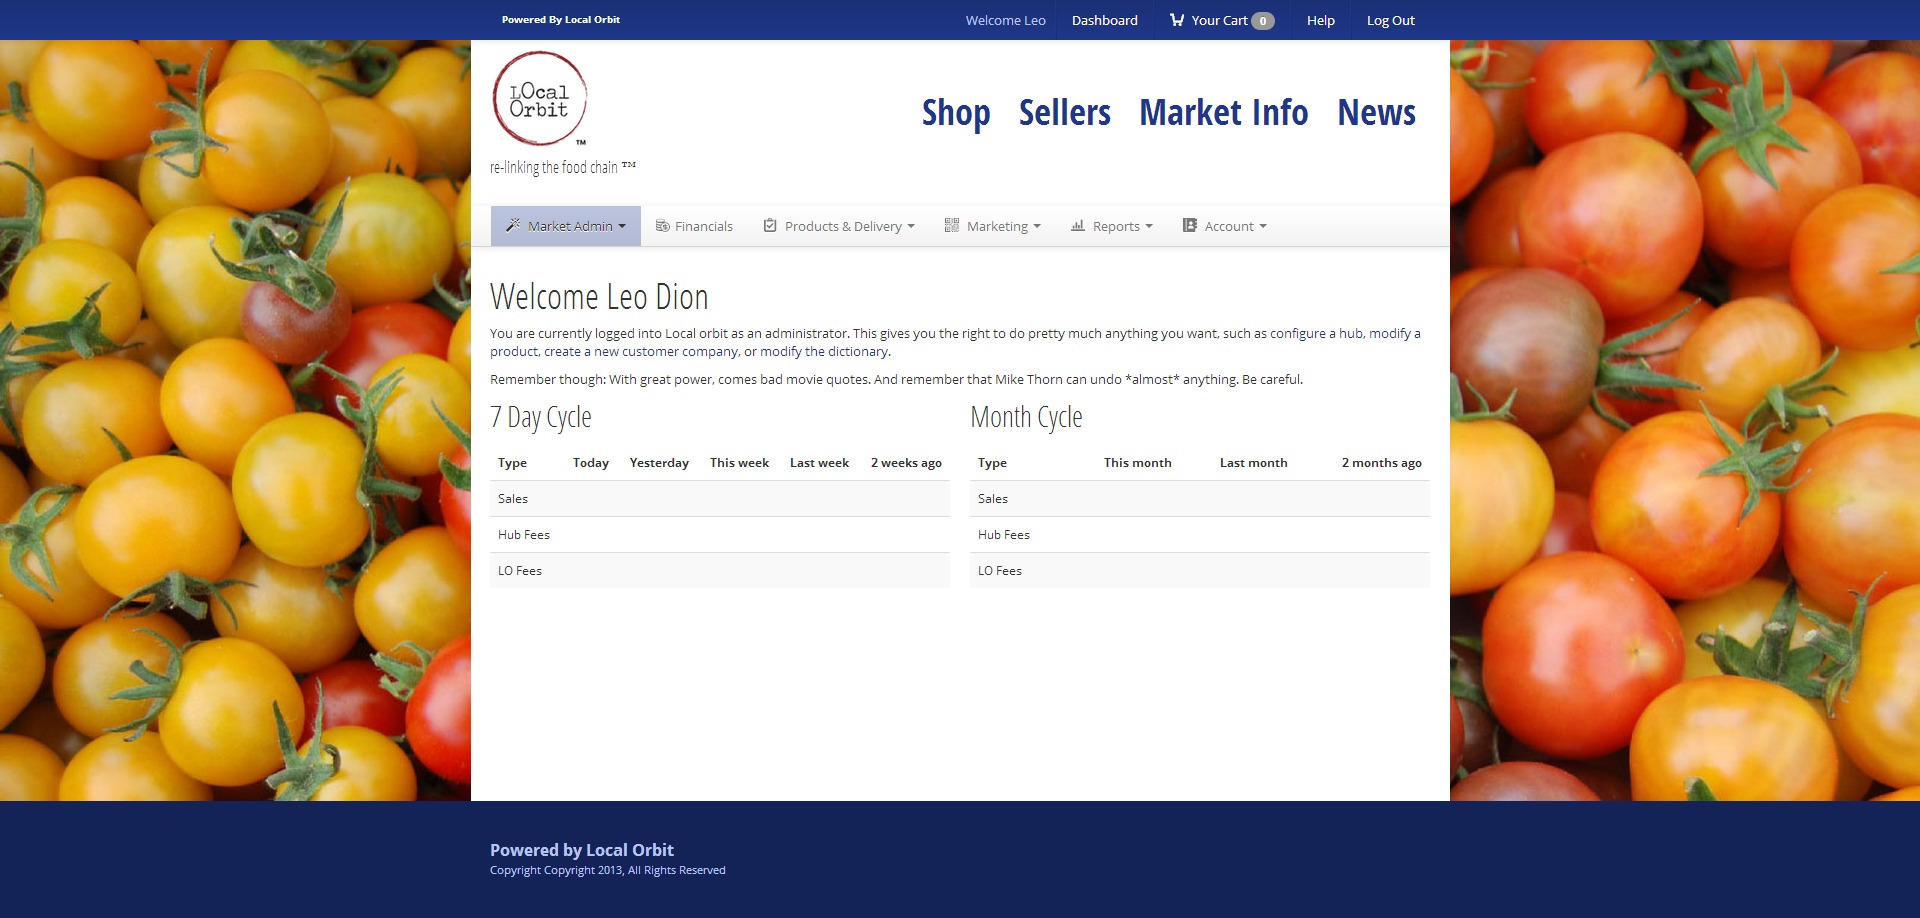 Powered By Local Orbit
Welcome Leo Dashboard Your Cart 0 Help Log Out
LOcal
Orbit
TM
re-linking the food chain ™
Shop Sellers Market Info News
Market Admin Financials Products & Delivery Marketing Reports Account
Welcome Leo Dion
You are currently logged into Local orbit as an administrator. This gives you the right to do pretty much anything you want, such as configure a hub, modify a
product, create a new customer company, or modify the dictionary.
Remember though: With great power, comes bad movie quotes. And remember that Mike Thorn can undo *almost* anything. Be careful.
7 Day Cycle
Type Today Yesterday This week Last week 2 weeks ago
Sales
Hub Fees
LO Fees
Month Cycle
Type This month Last month 2 months ago
Sales
Hub Fees
LO Fees
Powered by Local Orbit
Copyright Copyright 2013, All Rights Reserved